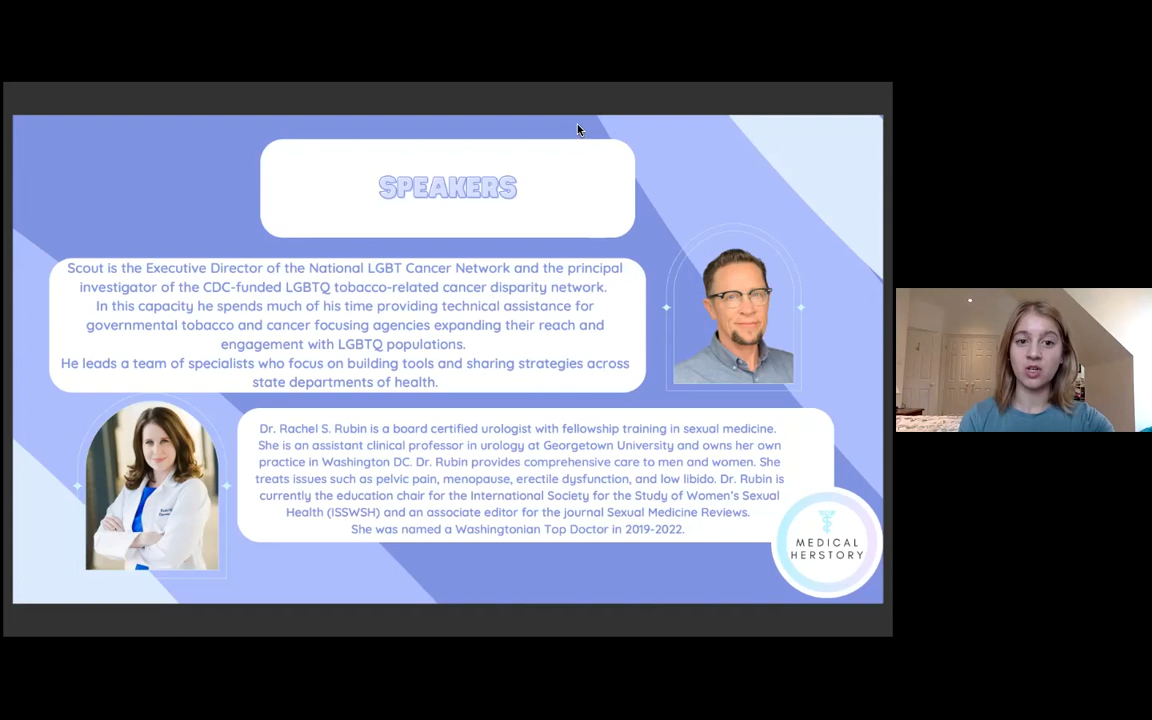 SPEAKERS
Scout is the Executive Director of the National LGBT Cancer Network and the principal
investigator of the CDC-funded LGBTQ tobacco-related cancer disparity network.
In this capacity he spends much of his time providing technical assistance for
governmental tobacco and cancer focusing agencies expanding their reach and
engagement with LGBTQ populations.
He leads a team of specialists who focus on building tools and sharing strategies across
state departments of health.
Dr. Rachel S. Rubin is a board certified urologist with fellowship training in sexual medicine.
She is an assistant clinical professor in urology at Georgetown University and owns her own
practice in Washington DC. Dr. Rubin provides comprehensive care to men and women. She
treats issues such as pelvic pain, menopause, erectile dysfunction, and low libido. Dr. Rubin is
currently the education chair for the International Society for the Study of Women's Sexual
Health (ISSWSH) and an associate editor for the journal Sexual Medicine Reviews.
She was named a Washingtonian Top Doctor in 2019-2022.
MEDICAL
HERSTORY